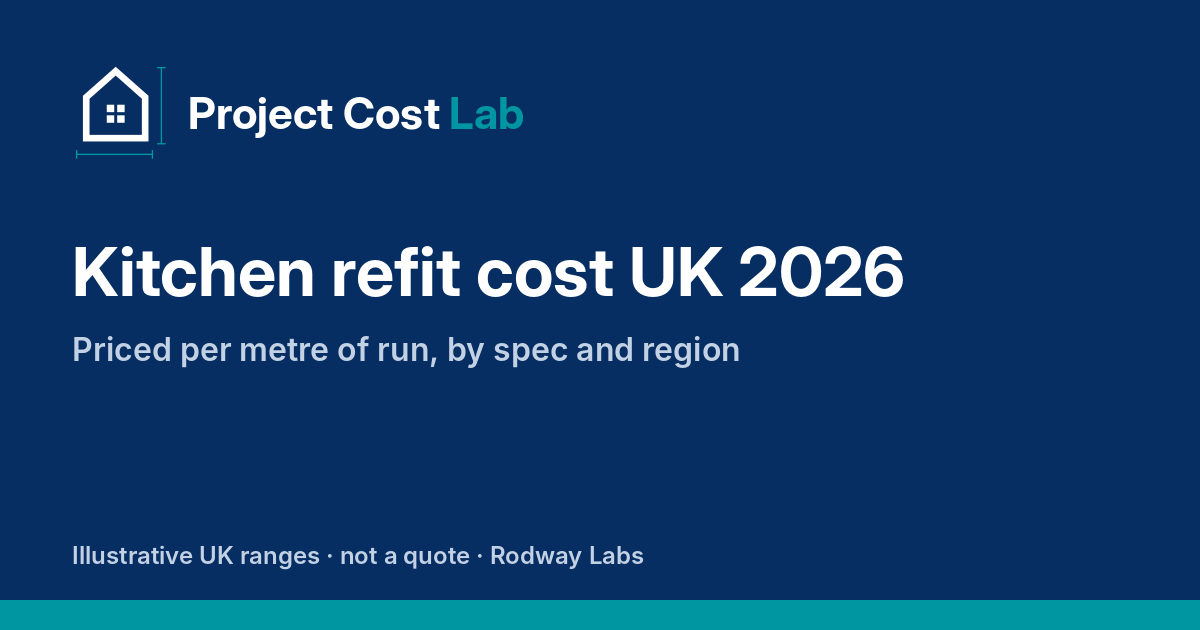 Project Cost Lab
Kitchen refit cost UK 2026
Priced per metre of run, by spec and region
Illustrative UK ranges · not a quote · Rodway Labs